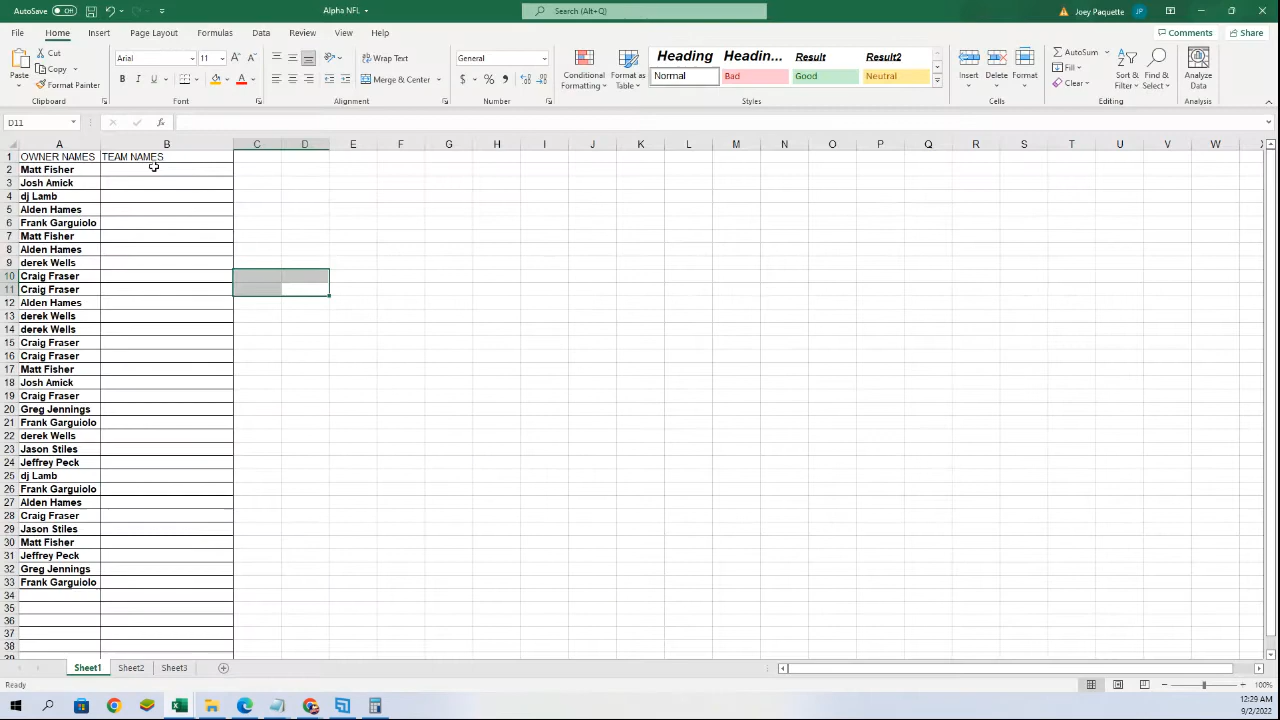 AutoSave Off Alpha NFL Search (Alt+Q) Joey Paquette JP
File Home Insert Page Layout Formulas Data Review View Help Comments Share
Cut Copy Format Painter Paste Clipboard
Arial 11 B I U Font
Wrap Text Merge & Center Alignment
General $ % Number
Conditional Formatting Format as Table
Heading Headin... Result Result2
Normal Bad Good Neutral
Styles
Insert Delete Format Cells
AutoSum Fill Clear Sort & Filter Find & Select Editing
Analyze Data Analysis
D11 fx
A B C D E F G H I J K L M N O P Q R S T U V W
1 OWNER NAMES TEAM NAMES
2 Matt Fisher
3 Josh Amick
4 dj Lamb
5 Alden Hames
6 Frank Garguiolo
7 Matt Fisher
8 Alden Hames
9 derek Wells
10 Craig Fraser
11 Craig Fraser
12 Alden Hames
13 derek Wells
14 derek Wells
15 Craig Fraser
16 Craig Fraser
17 Matt Fisher
18 Josh Amick
19 Craig Fraser
20 Greg Jennings
21 Frank Garguiolo
22 derek Wells
23 Jason Stiles
24 Jeffrey Peck
25 dj Lamb
26 Frank Garguiolo
27 Alden Hames
28 Craig Fraser
29 Jason Stiles
30 Matt Fisher
31 Jeffrey Peck
32 Greg Jennings
33 Frank Garguiolo
34
35
36
37
38
Sheet1 Sheet2 Sheet3
Ready 100%
12:29 AM
9/2/2022